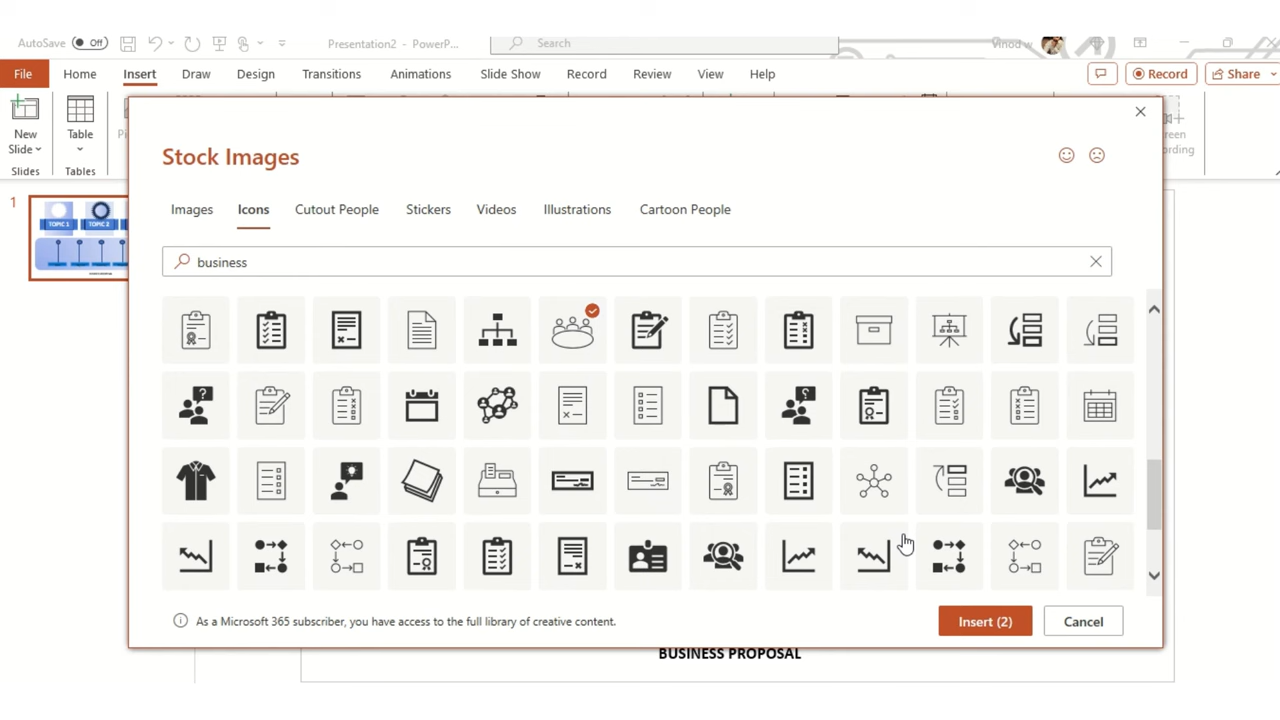 AutoSave Off Presentation2 - PowerP... Search Vinod w
File Home Insert Draw Design Transitions Animations Slide Show Record Review View Help Record Share
New Slide Table
Slides Tables
Stock Images
Images Icons Cutout People Stickers Videos Illustrations Cartoon People
business
1
TOPIC 1 TOPIC 2
As a Microsoft 365 subscriber, you have access to the full library of creative content.
Insert (2) Cancel
BUSINESS PROPOSAL